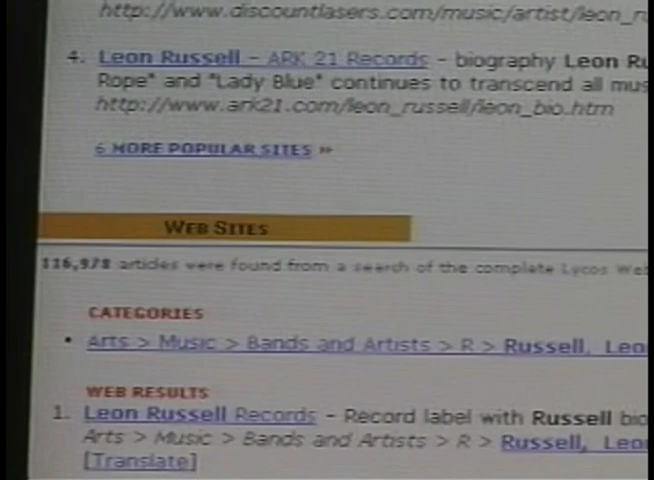 http://www.discountlasers.com/music/artist/leon_r
4. Leon Russell - ARK 21 Records - biography Leon Ru
Rope" and "Lady Blue" continues to transcend all mus
http://www.ark21.com/leon_russell/leon_bio.htm
6 MORE POPULAR SITES »
WEB SITES
116,978 articles were found from a search of the complete Lycos Web
CATEGORIES
• Arts > Music > Bands and Artists > R > Russell, Leo
WEB RESULTS
1. Leon Russell Records - Record label with Russell bio
Arts > Music > Bands and Artists > R > Russell, Leo
[Translate]